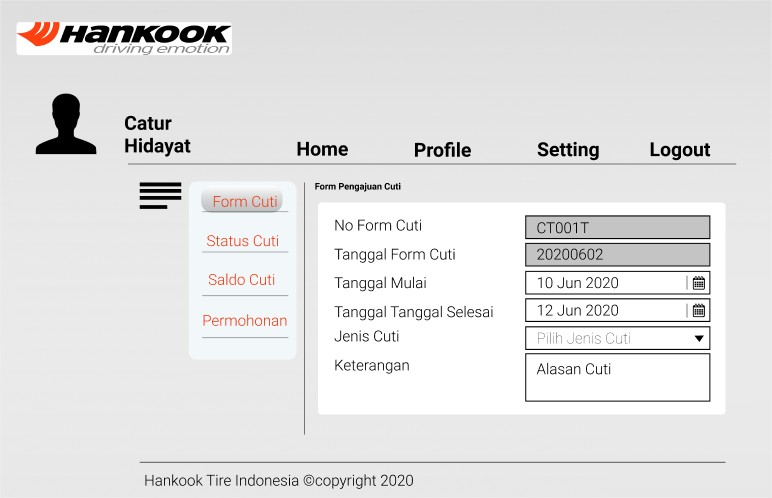 HANKOOK
driving emotion
Catur
Hidayat
Home Profile Setting Logout
Form Cuti
Status Cuti
Saldo Cuti
Permohonan
Form Pengajuan Cuti
No Form Cuti CT001T
Tanggal Form Cuti 20200602
Tanggal Mulai 10 Jun 2020
Tanggal Tanggal Selesai 12 Jun 2020
Jenis Cuti Pilih Jenis Cuti
Keterangan Alasan Cuti
Hankook Tire Indonesia ©copyright 2020